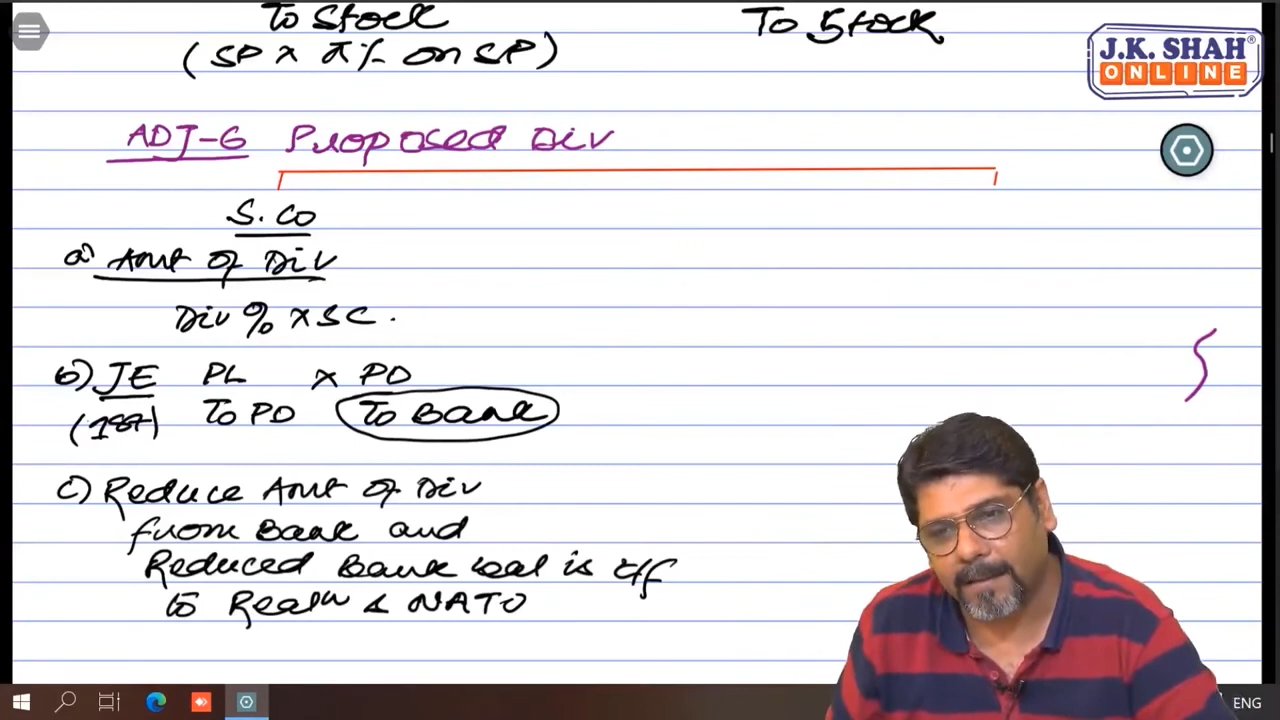 To Stock
(SP x π% on SP)
To Stock
J.K. SHAH®
ONLINE
ADJ-6 Proposed Div
S.Co
a) Amt of Div
Div % x SC.
b) JE PL x PD
(1st) To PD To Bank
c) Reduce Amt of Div
from Bank and
Reduced Bank bal is c/f
to Realn & NATO
ENG